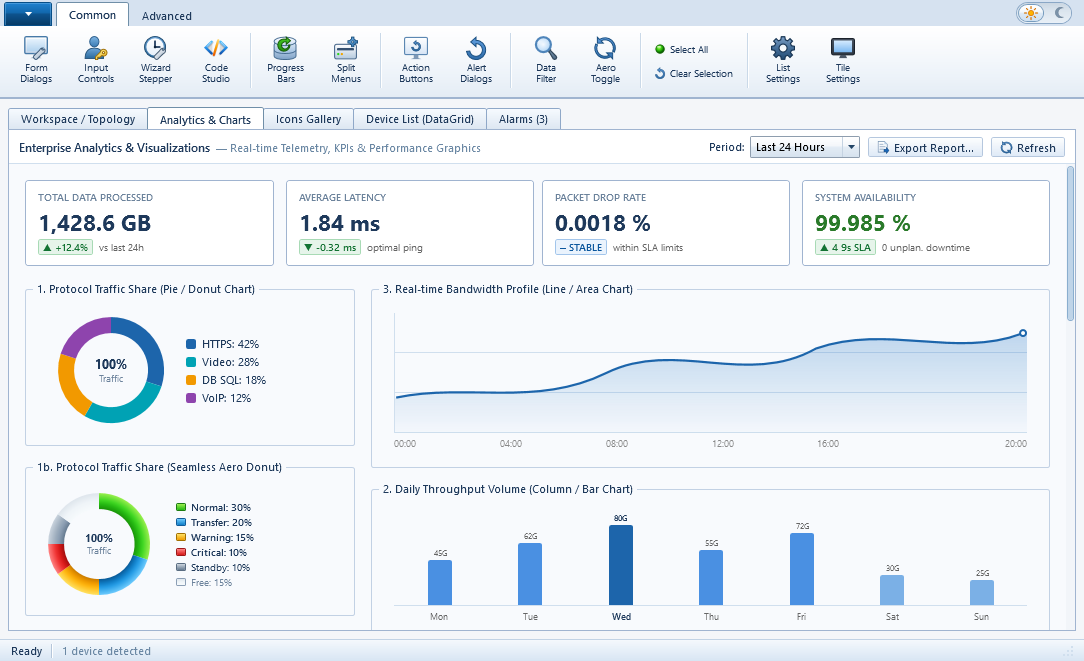 Common
Advanced
Form Dialogs
Input Controls
Wizard Stepper
Code Studio
Progress Bars
Split Menus
Action Buttons
Alert Dialogs
Data Filter
Aero Toggle
Select All
Clear Selection
List Settings
Tile Settings
Workspace / Topology
Analytics & Charts
Icons Gallery
Device List (DataGrid)
Alarms (3)
Enterprise Analytics & Visualizations — Real-time Telemetry, KPIs & Performance Graphics
Period:
Last 24 Hours
Export Report...
Refresh
TOTAL DATA PROCESSED
1,428.6 GB
▲ +12.4% vs last 24h
AVERAGE LATENCY
1.84 ms
▼ -0.32 ms optimal ping
PACKET DROP RATE
0.0018 %
— STABLE within SLA limits
SYSTEM AVAILABILITY
99.985 %
▲ 4 9s SLA 0 unplan. downtime
1. Protocol Traffic Share (Pie / Donut Chart)
100%
Traffic
HTTPS: 42%
Video: 28%
DB SQL: 18%
VoIP: 12%
3. Real-time Bandwidth Profile (Line / Area Chart)
00:00 04:00 08:00 12:00 16:00 20:00
1b. Protocol Traffic Share (Seamless Aero Donut)
100%
Traffic
Normal: 30%
Transfer: 20%
Warning: 15%
Critical: 10%
Standby: 10%
Free: 15%
2. Daily Throughput Volume (Column / Bar Chart)
45G 62G 80G 55G 72G 30G 25G
Mon Tue Wed Thu Fri Sat Sun
Ready
1 device detected